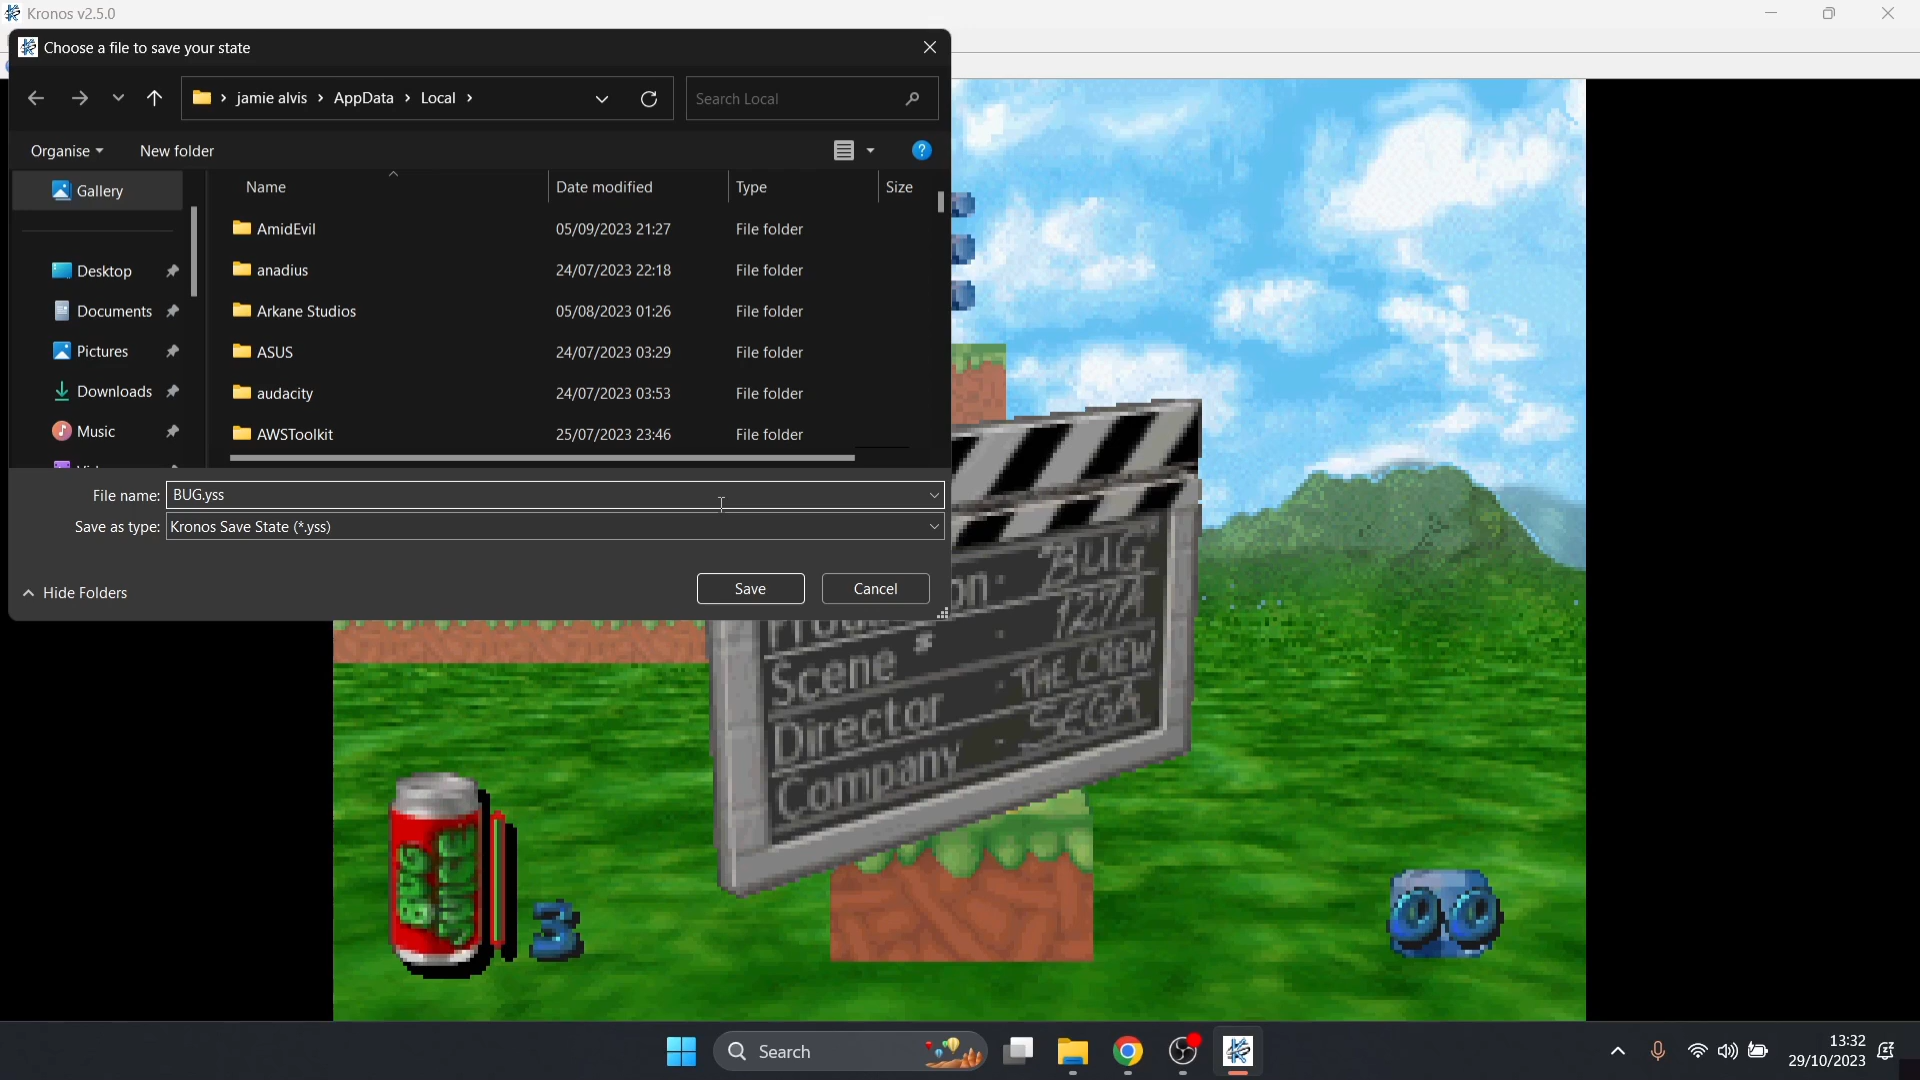 Kronos v2.5.0
Choose a file to save your state
jamie alvis > AppData > Local >
Search Local
Organise
New folder
Gallery
Desktop
Documents
Pictures
Downloads
Music
Name Date modified Type Size
AmidEvil 05/09/2023 21:27 File folder
anadius 24/07/2023 22:18 File folder
Arkane Studios 05/08/2023 01:26 File folder
ASUS 24/07/2023 03:29 File folder
audacity 24/07/2023 03:53 File folder
AWSToolkit 25/07/2023 23:46 File folder
File name: BUG.yss
Save as type: Kronos Save State (*.yss)
Hide Folders
Save
Cancel
BUG
Scene # · 127A
Director · THE CREW
Company · SEGA
BUG
3
00
Search
13:32
29/10/2023